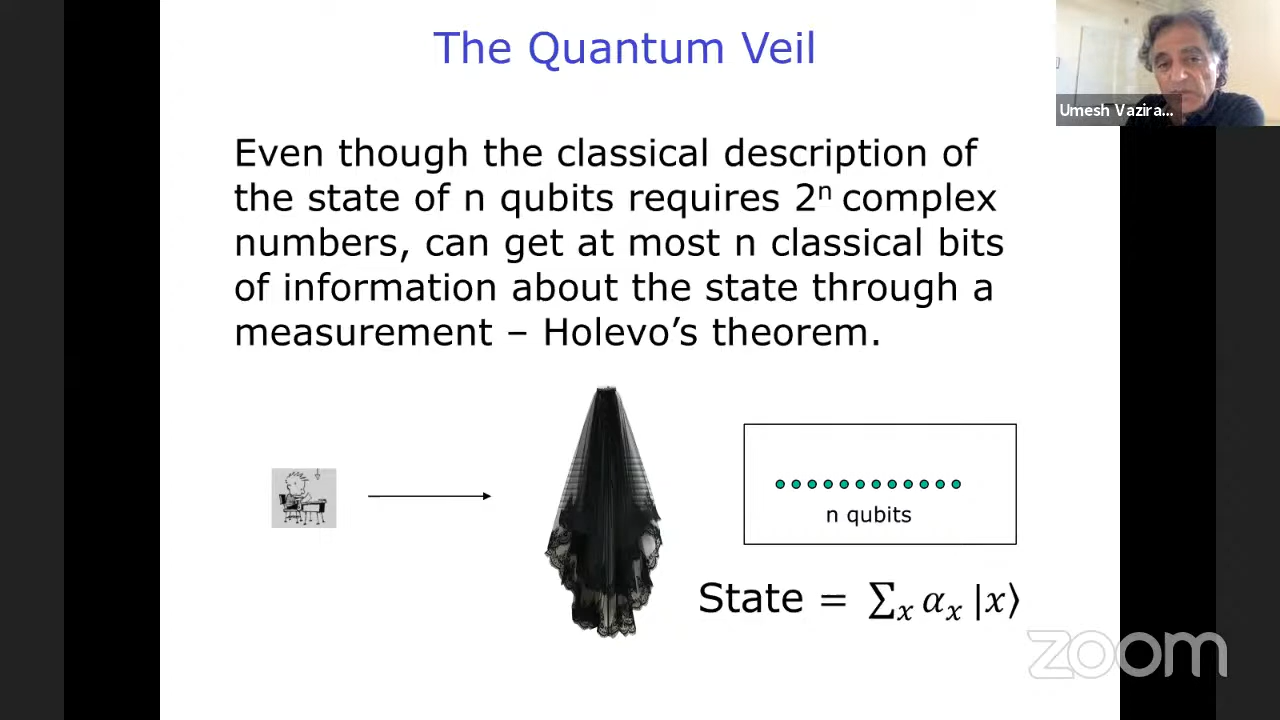 The Quantum Veil
Umesh Vazira...
Even though the classical description of
the state of n qubits requires 2ⁿ complex
numbers, can get at most n classical bits
of information about the state through a
measurement – Holevo’s theorem.
n qubits
State = ∑ₓ αₓ |x⟩
zoom